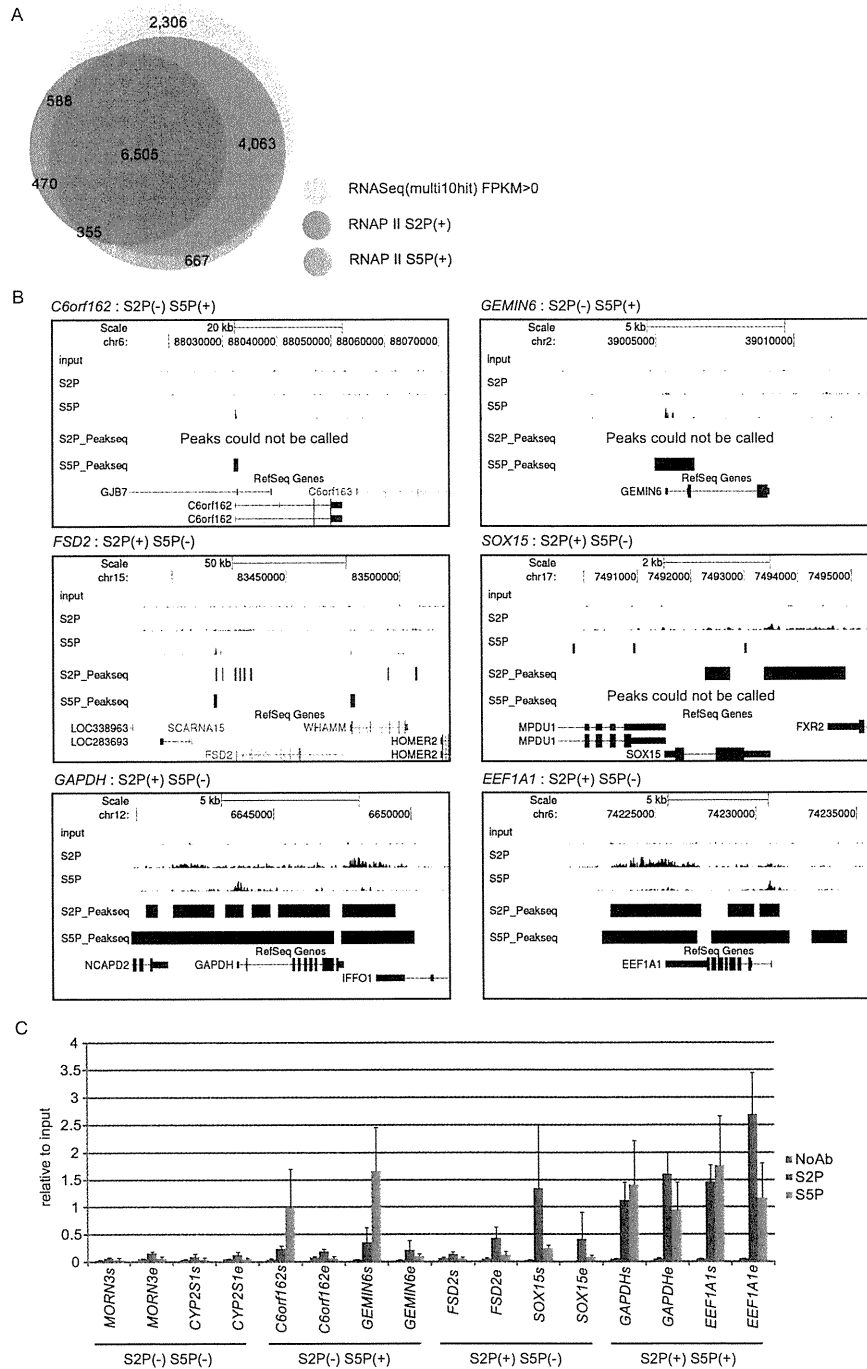 A
2,306
588
4,063
6,505
470
355
667
RNASeq(multi10hit) FPKM>0
RNAP II S2P(+)
RNAP II S5P(+)
B
C6orf162 : S2P(-) S5P(+)
Scale
20 kb
chr6:
88030000
88040000
88050000
88060000
88070000
input
S2P
S5P
S2P_Peakseq
Peaks could not be called
S5P_Peakseq
RefSeq Genes
GJB7
C6orf163
C6orf162
C6orf162
GEMIN6 : S2P(-) S5P(+)
Scale
5 kb
chr2:
39005000
39010000
input
S2P
S5P
S2P_Peakseq
Peaks could not be called
S5P_Peakseq
RefSeq Genes
GEMIN6
FSD2 : S2P(+) S5P(-)
Scale
50 kb
chr15:
83450000
83500000
input
S2P
S5P
S2P_Peakseq
S5P_Peakseq
RefSeq Genes
LOC338963
SCARNA15
WHAMM
LOC283693
HOMER2
FSD2
HOMER2
SOX15 : S2P(+) S5P(-)
Scale
2 kb
chr17:
7491000
7492000
7493000
7494000
7495000
input
S2P
S5P
S2P_Peakseq
S5P_Peakseq
Peaks could not be called
RefSeq Genes
MPDU1
FXR2
MPDU1
SOX15
GAPDH : S2P(+) S5P(-)
Scale
5 kb
chr12:
6645000
6650000
input
S2P
S5P
S2P_Peakseq
S5P_Peakseq
RefSeq Genes
NCAPD2
GAPDH
IFFO1
EEF1A1 : S2P(+) S5P(-)
Scale
5 kb
chr6:
74225000
74230000
74235000
input
S2P
S5P
S2P_Peakseq
S5P_Peakseq
RefSeq Genes
EEF1A1
C
relative to input
4
3.5
3
2.5
2
1.5
1
0.5
0
NoAb
S2P
S5P
MORN3s
MORN3e
CYP2S1s
CYP2S1e
C6orf162s
C6orf162e
GEMIN6s
GEMIN6e
FSD2s
FSD2e
SOX15s
SOX15e
GAPDHs
GAPDHe
EEF1A1s
EEF1A1e
S2P(-) S5P(-)
S2P(-) S5P(+)
S2P(+) S5P(-)
S2P(+) S5P(+)